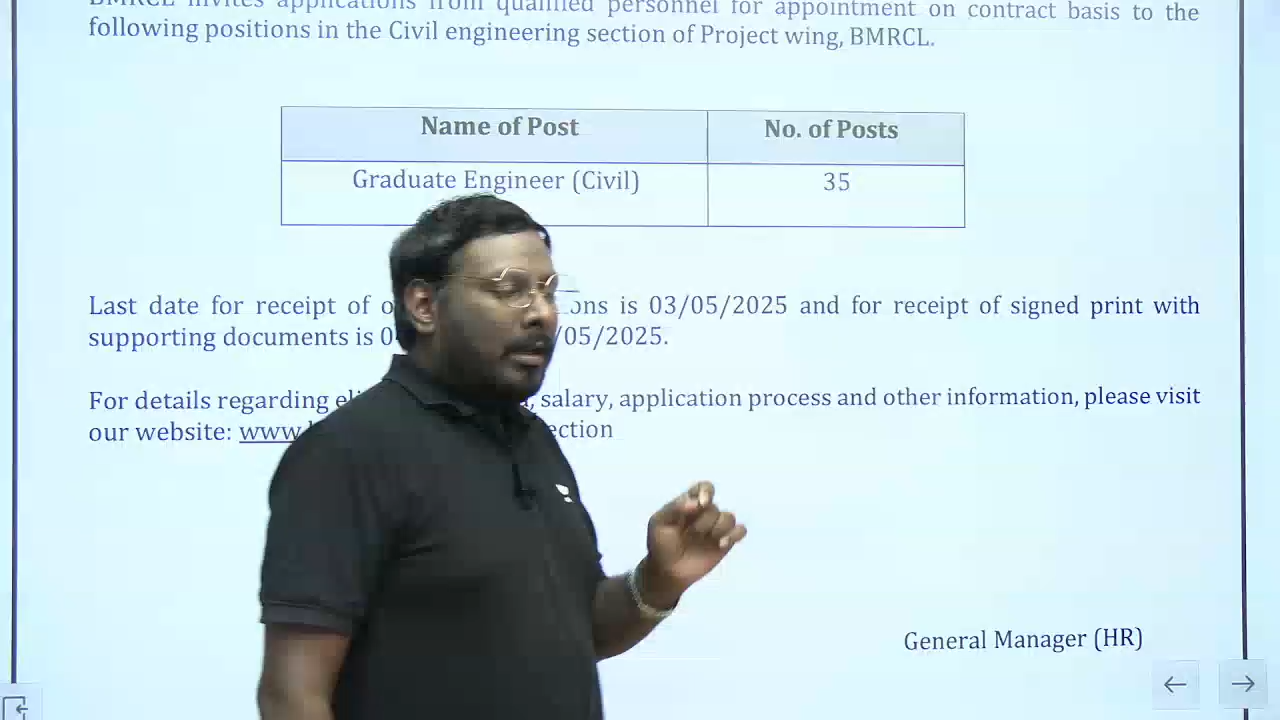 BMRCL invites applications from qualified personnel for appointment on contract basis to the
following positions in the Civil engineering section of Project wing, BMRCL.
Name of Post No. of Posts
Graduate Engineer (Civil) 35
Last date for receipt of is 03/05/2025 and for receipt of signed print with
supporting documents is /05/2025.
For details regarding salary, application process and other information, please visit
our website: www.
General Manager (HR)